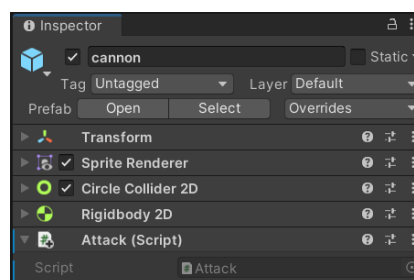 Inspector
cannon Static
Tag Untagged Layer Default
Prefab Open Select Overrides
Transform
Sprite Renderer
Circle Collider 2D
Rigidbody 2D
Attack (Script)
Script Attack